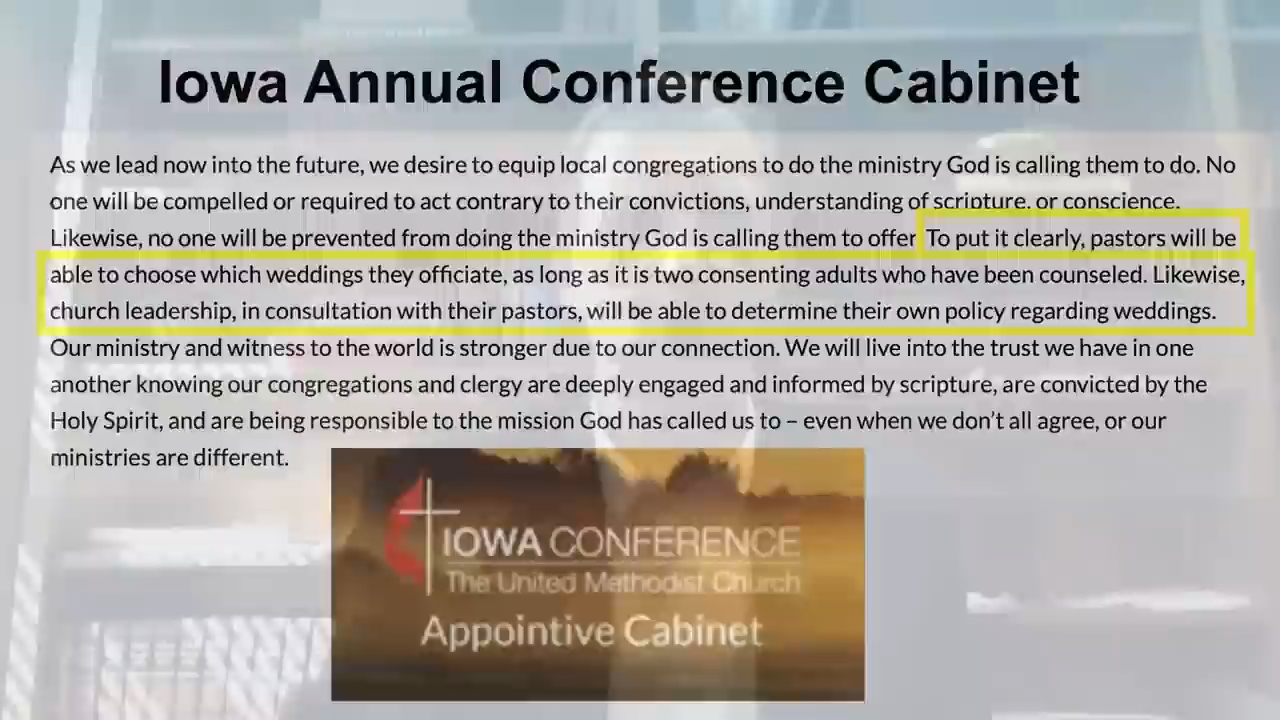 Iowa Annual Conference Cabinet
As we lead now into the future, we desire to equip local congregations to do the ministry God is calling them to do. No
one will be compelled or required to act contrary to their convictions, understanding of scripture, or conscience.
Likewise, no one will be prevented from doing the ministry God is calling them to offer To put it clearly, pastors will be
able to choose which weddings they officiate, as long as it is two consenting adults who have been counseled. Likewise,
church leadership, in consultation with their pastors, will be able to determine their own policy regarding weddings.
Our ministry and witness to the world is stronger due to our connection. We will live into the trust we have in one
another knowing our congregations and clergy are deeply engaged and informed by scripture, are convicted by the
Holy Spirit, and are being responsible to the mission God has called us to – even when we don’t all agree, or our
ministries are different.
IOWA CONFERENCE
The United Methodist Church
Appointive Cabinet